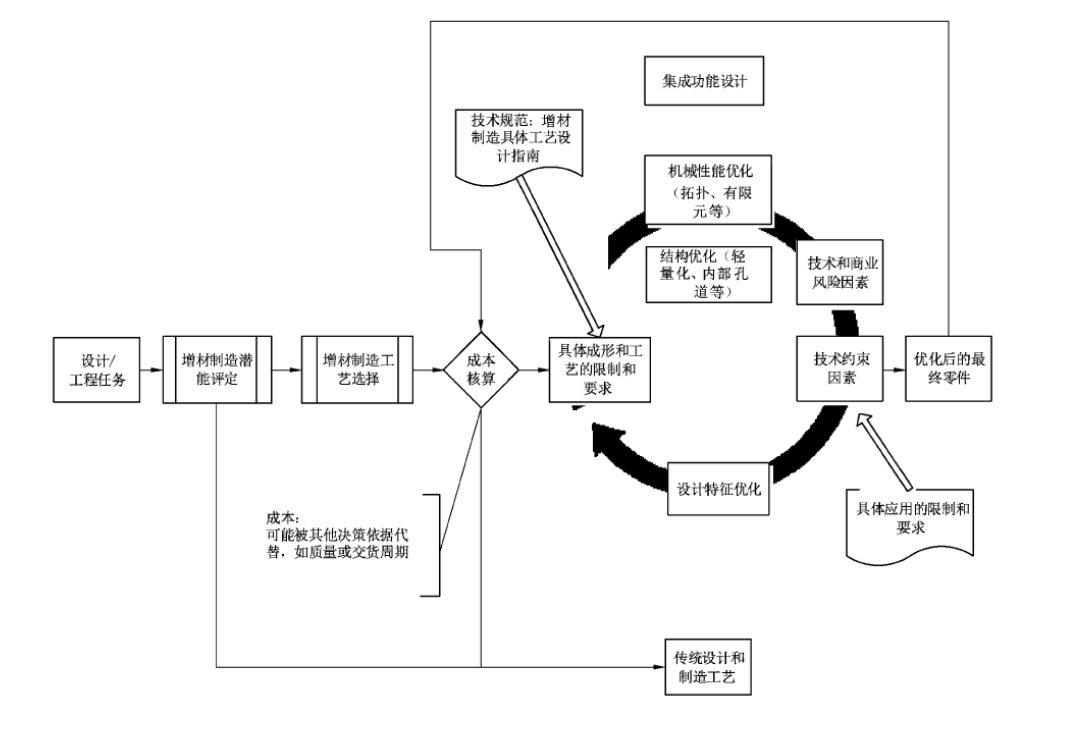 集成功能设计
技术规范：增材
制造具体工艺设
计指南
机械性能优化
（拓扑、有限
元等）
结构优化（轻
量化、内部孔
道等）
技术和商业
风险因素
设计/
工程任务
增材制造潜
能评定
增材制造工
艺选择
成本
核算
具体成形和工
艺的限制和
要求
技术约束
因素
优化后的最
终零件
设计特征优化
具体应用的限制和
要求
成本：
可能被其他决策依据代
替，如质量或交货周期
传统设计和
制造工艺